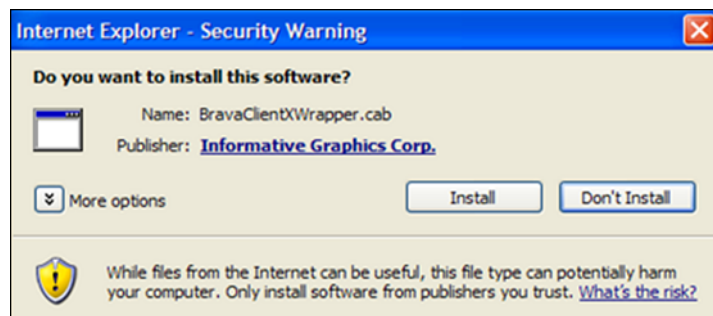 Internet Explorer - Security Warning
Do you want to install this software?
Name: BravaClientXWrapper.cab
Publisher: Informative Graphics Corp.
More options Install Don't Install
While files from the Internet can be useful, this file type can potentially harm
your computer. Only install software from publishers you trust. What's the risk?